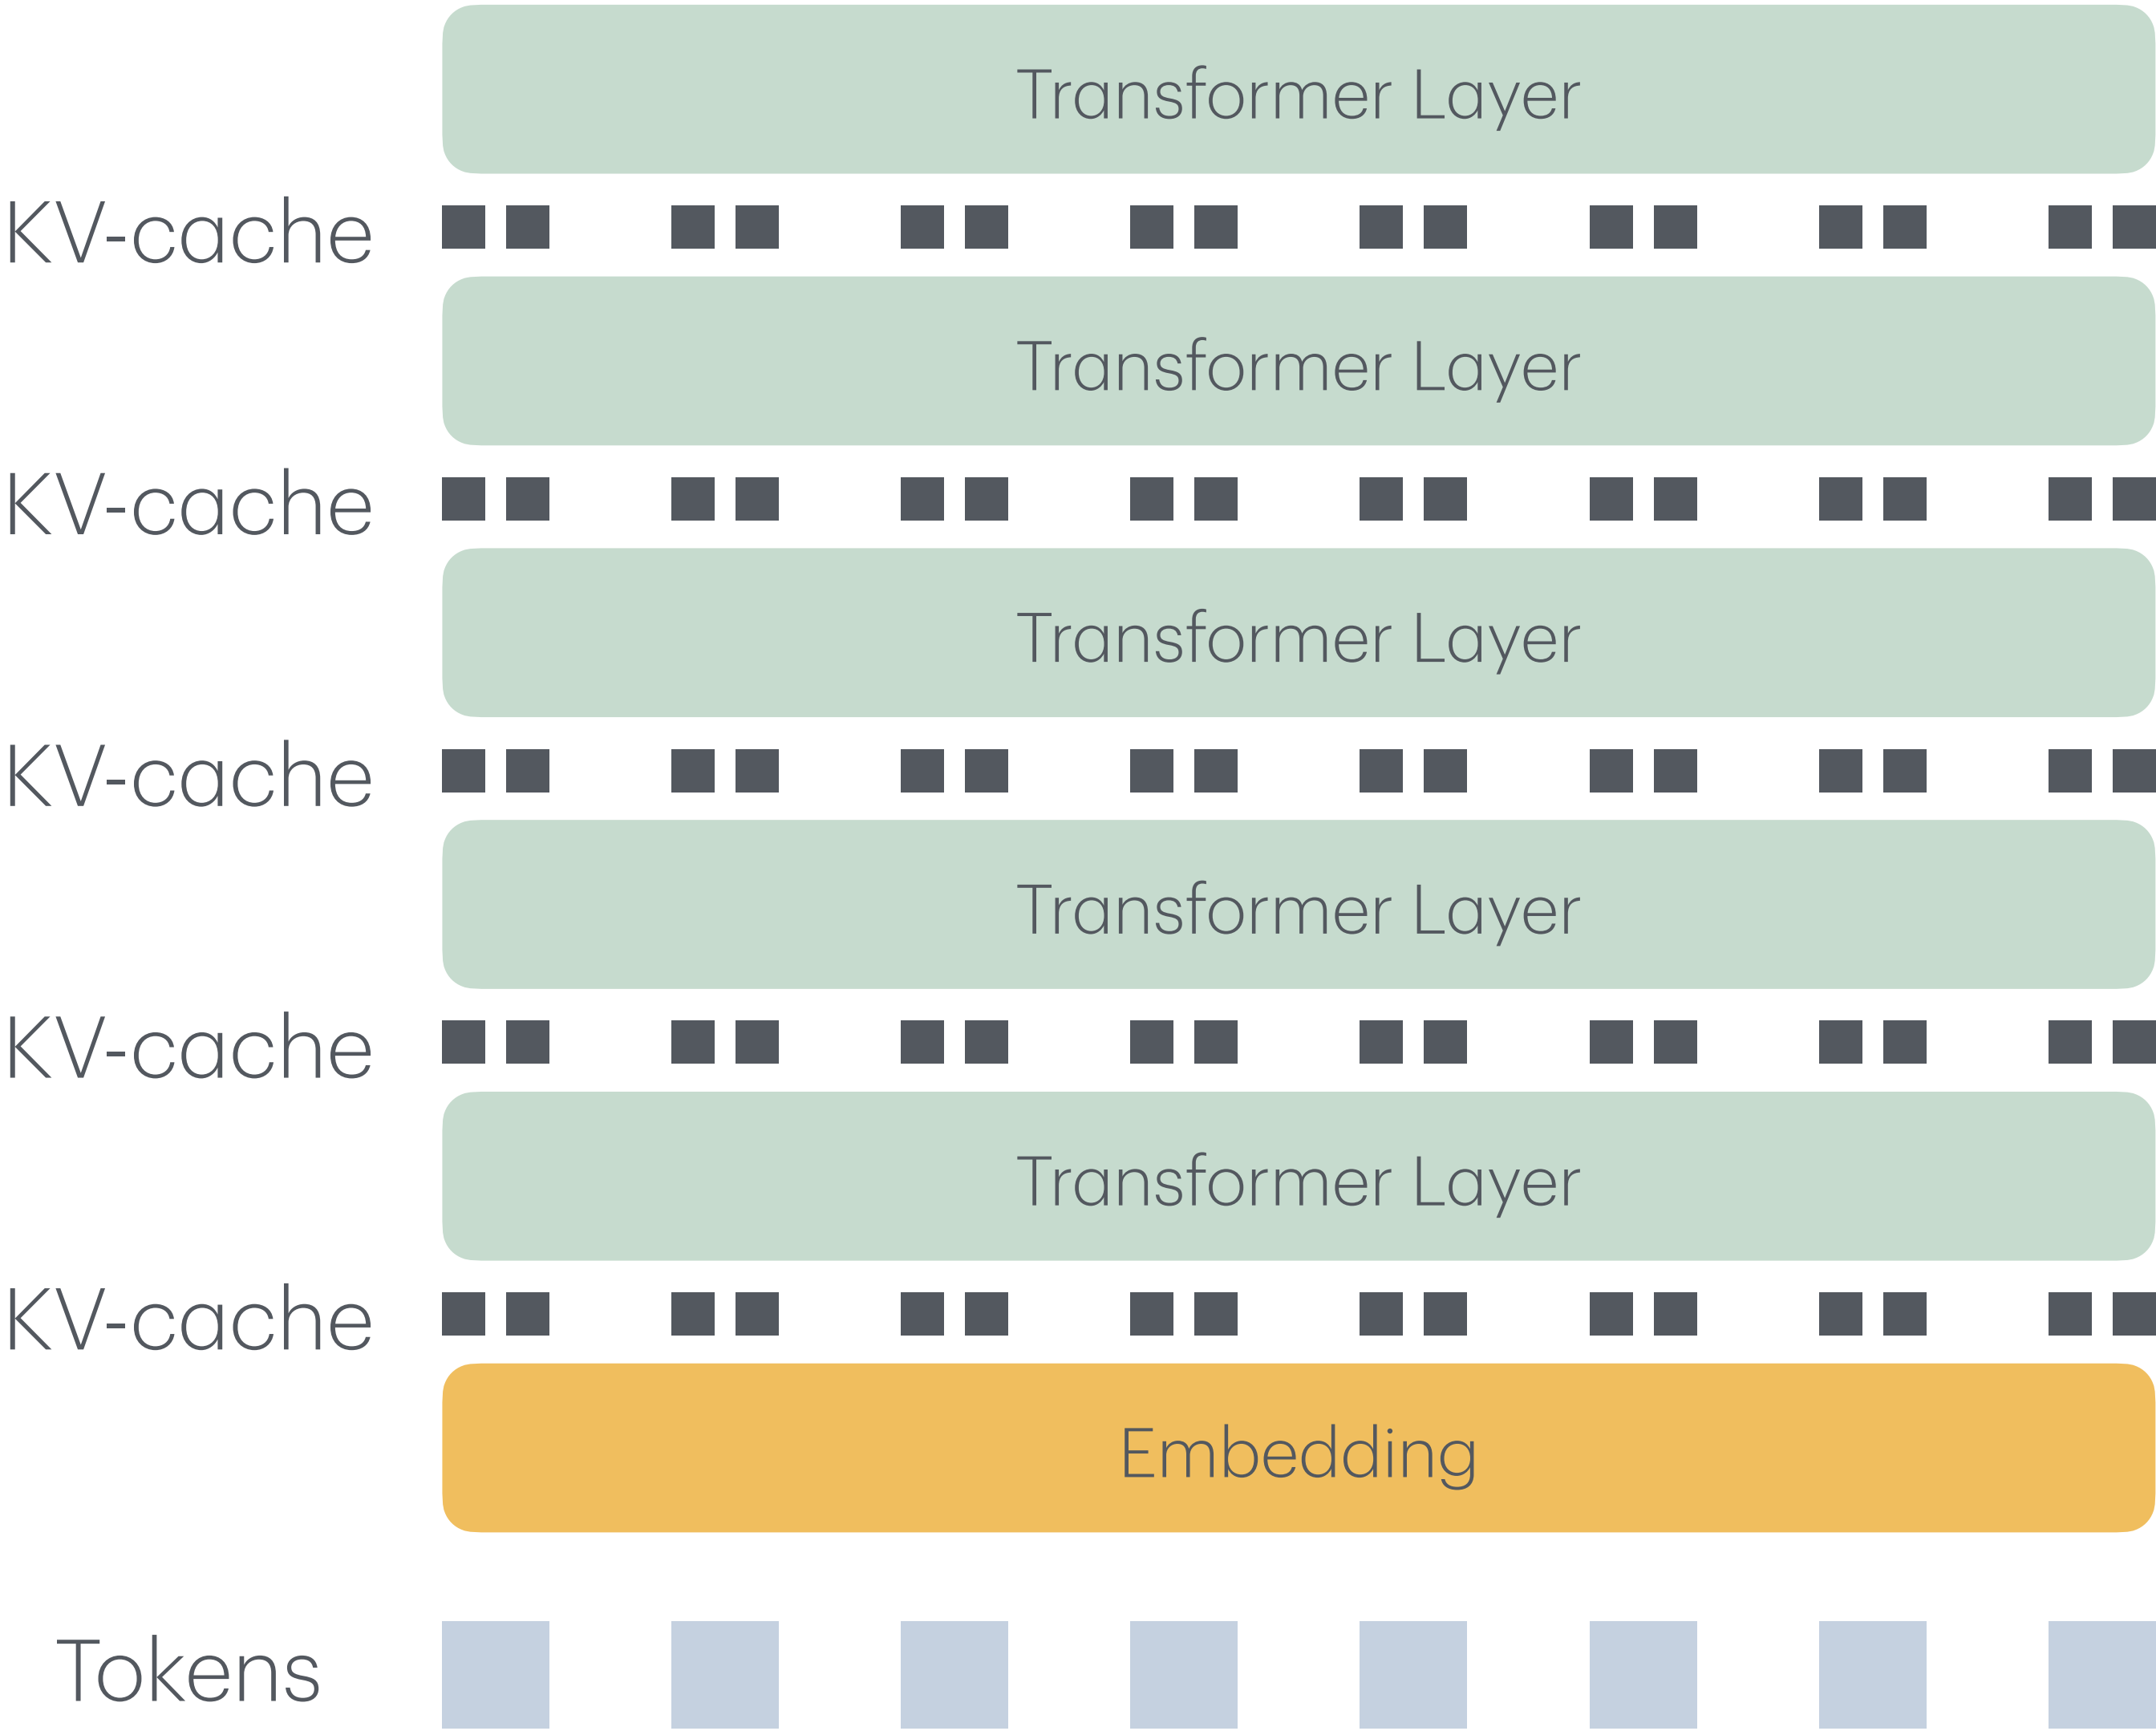 Transformer Layer
KV-cache
Transformer Layer
KV-cache
Transformer Layer
KV-cache
Transformer Layer
KV-cache
Transformer Layer
KV-cache
Embedding
Tokens